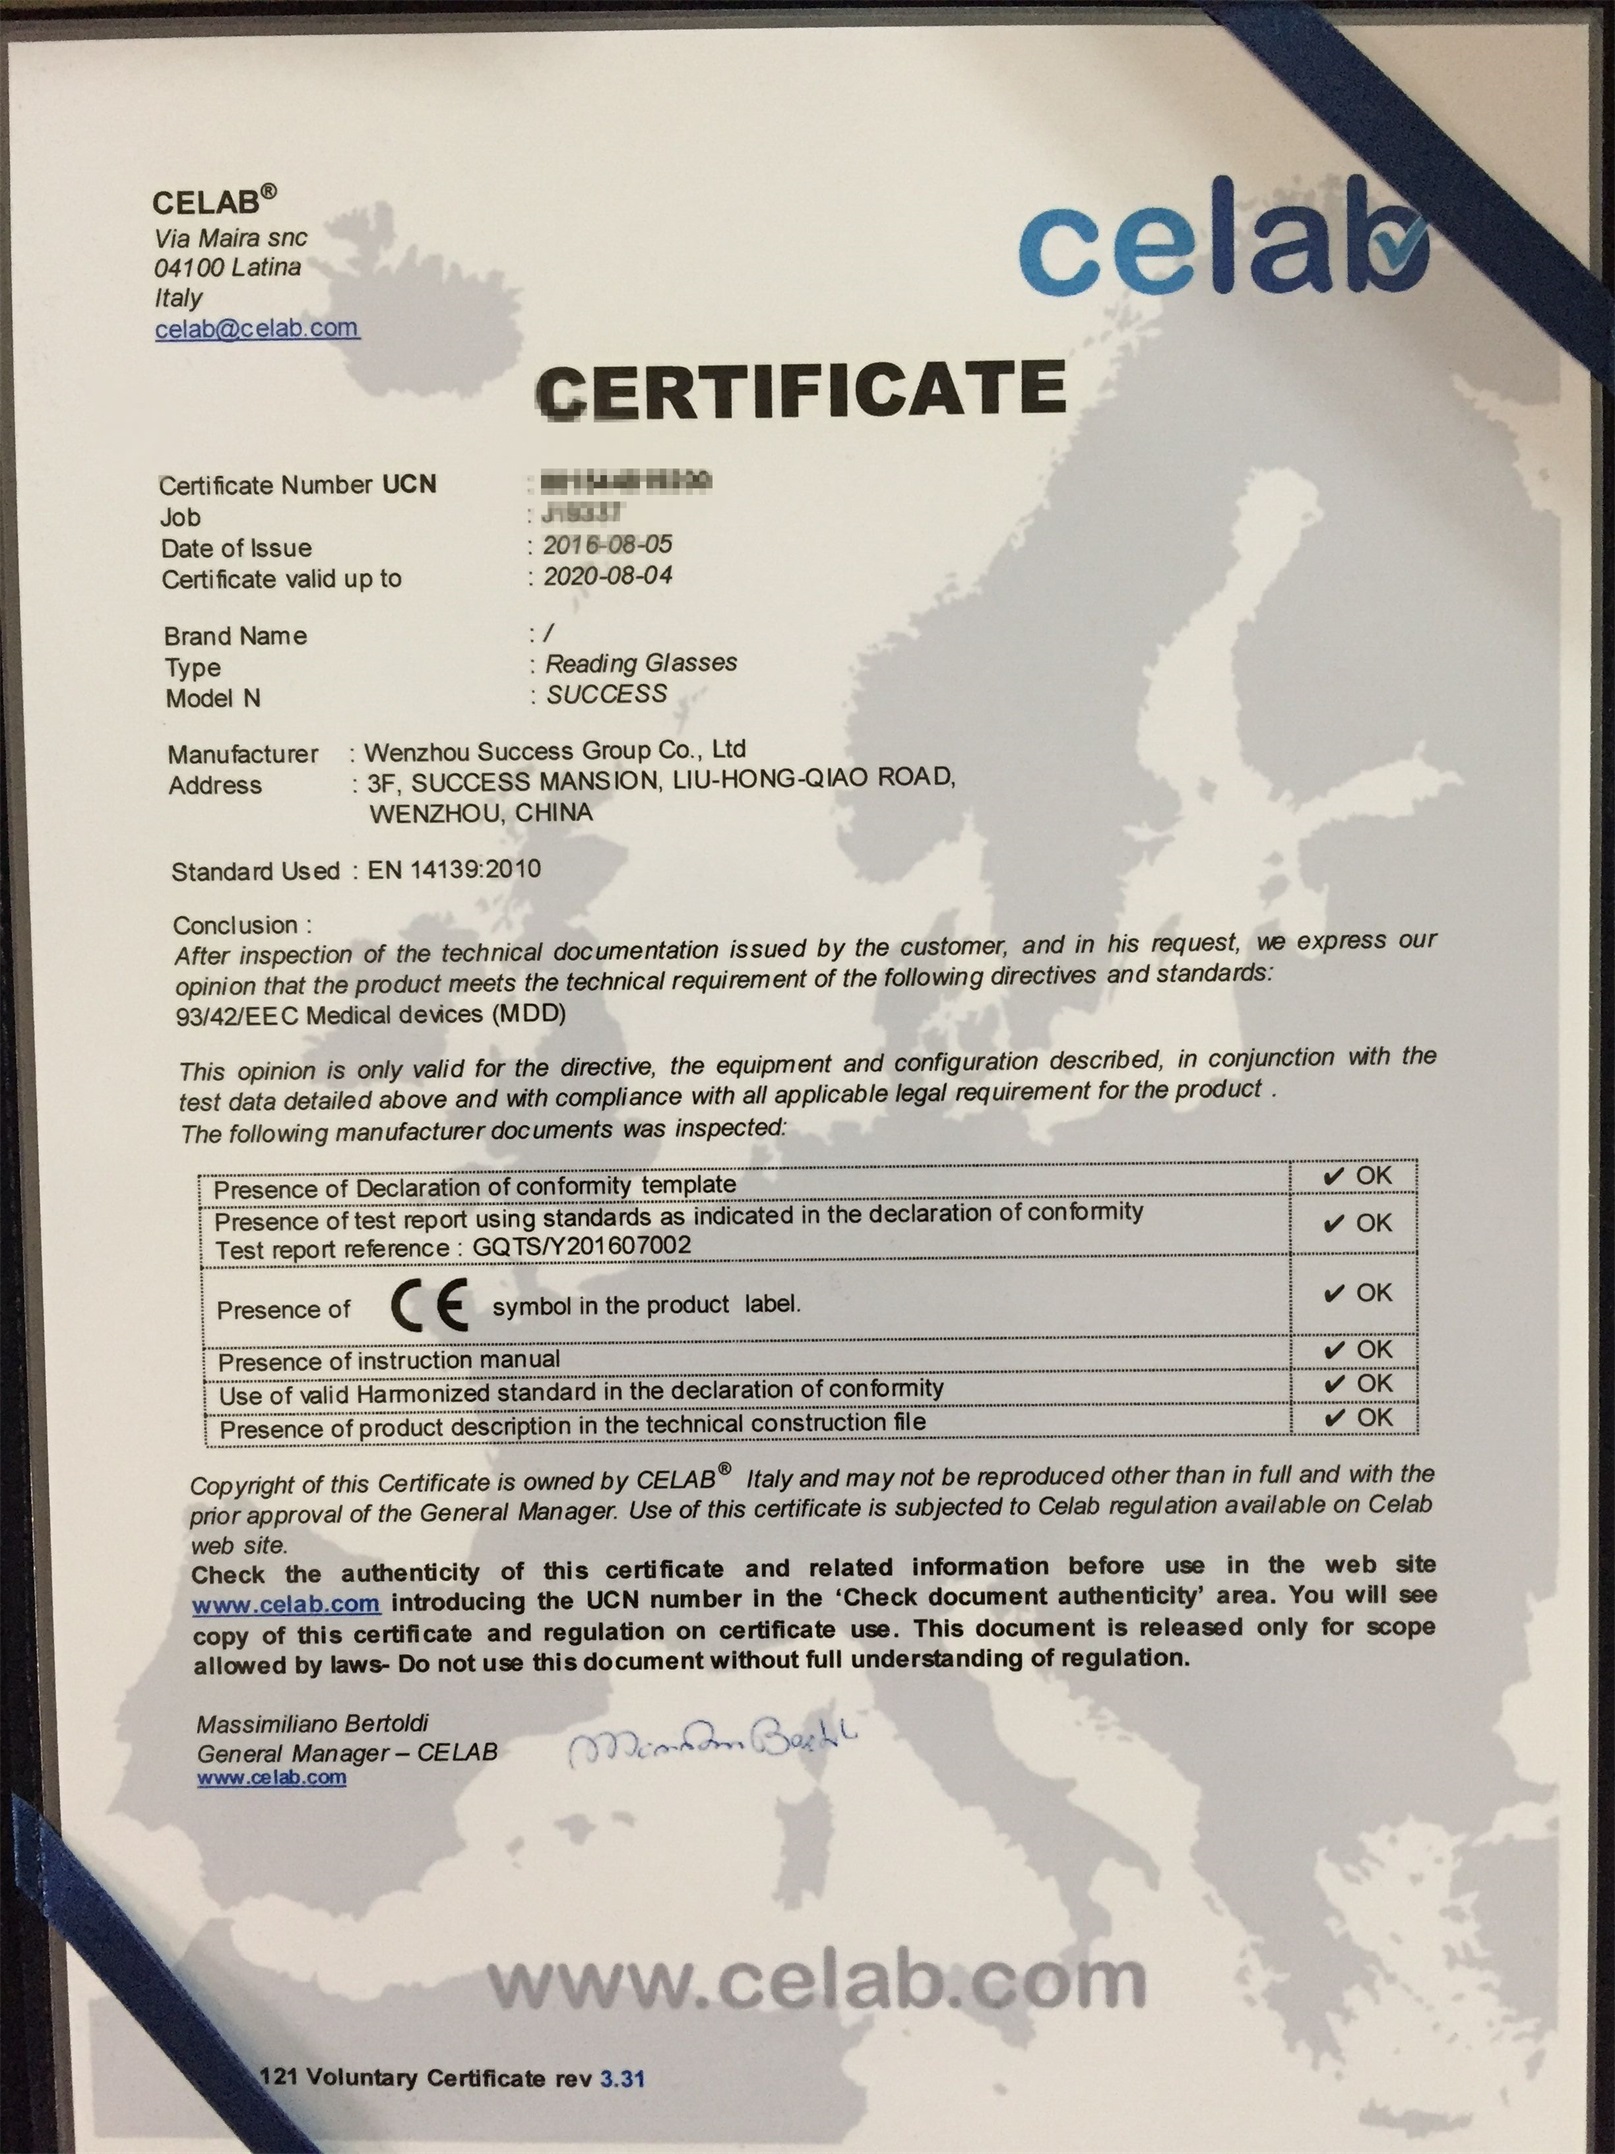 CELAB®
Via Maira snc
04100 Latina
Italy
celab@celab.com
celab
CERTIFICATE
Certificate Number UCN :
Job :
Date of Issue : 2016-08-05
Certificate valid up to : 2020-08-04
Brand Name : /
Type : Reading Glasses
Model N : SUCCESS
Manufacturer : Wenzhou Success Group Co., Ltd
Address : 3F, SUCCESS MANSION, LIU-HONG-QIAO ROAD,
WENZHOU, CHINA
Standard Used : EN 14139:2010
Conclusion :
After inspection of the technical documentation issued by the customer, and in his request, we express our
opinion that the product meets the technical requirement of the following directives and standards:
93/42/EEC Medical devices (MDD)
This opinion is only valid for the directive, the equipment and configuration described, in conjunction with the
test data detailed above and with compliance with all applicable legal requirement for the product .
The following manufacturer documents was inspected:
Presence of Declaration of conformity template ✔ OK
Presence of test report using standards as indicated in the declaration of conformity ✔ OK
Test report reference : GQTS/Y201607002
Presence of CE symbol in the product label. ✔ OK
Presence of instruction manual ✔ OK
Use of valid Harmonized standard in the declaration of conformity ✔ OK
Presence of product description in the technical construction file ✔ OK
Copyright of this Certificate is owned by CELAB® Italy and may not be reproduced other than in full and with the
prior approval of the General Manager. Use of this certificate is subjected to Celab regulation available on Celab
web site.
Check the authenticity of this certificate and related information before use in the web site
www.celab.com introducing the UCN number in the ‘Check document authenticity’ area. You will see
copy of this certificate and regulation on certificate use. This document is released only for scope
allowed by laws- Do not use this document without full understanding of regulation.
Massimiliano Bertoldi
General Manager – CELAB
www.celab.com
www.celab.com
121 Voluntary Certificate rev 3.31